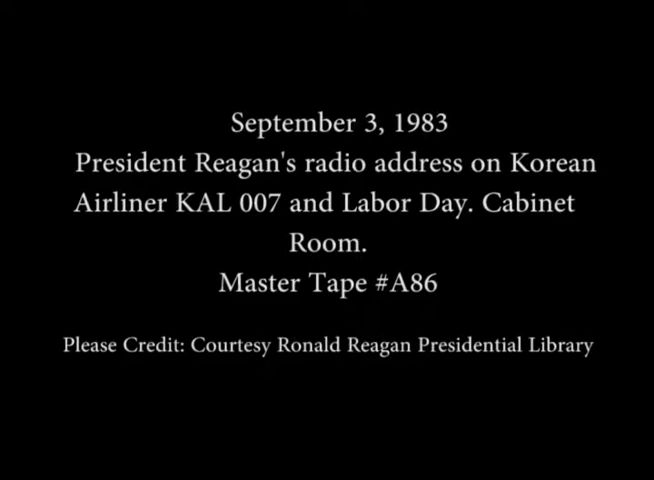 September 3, 1983
President Reagan's radio address on Korean
Airliner KAL 007 and Labor Day. Cabinet
Room.
Master Tape #A86
Please Credit: Courtesy Ronald Reagan Presidential Library